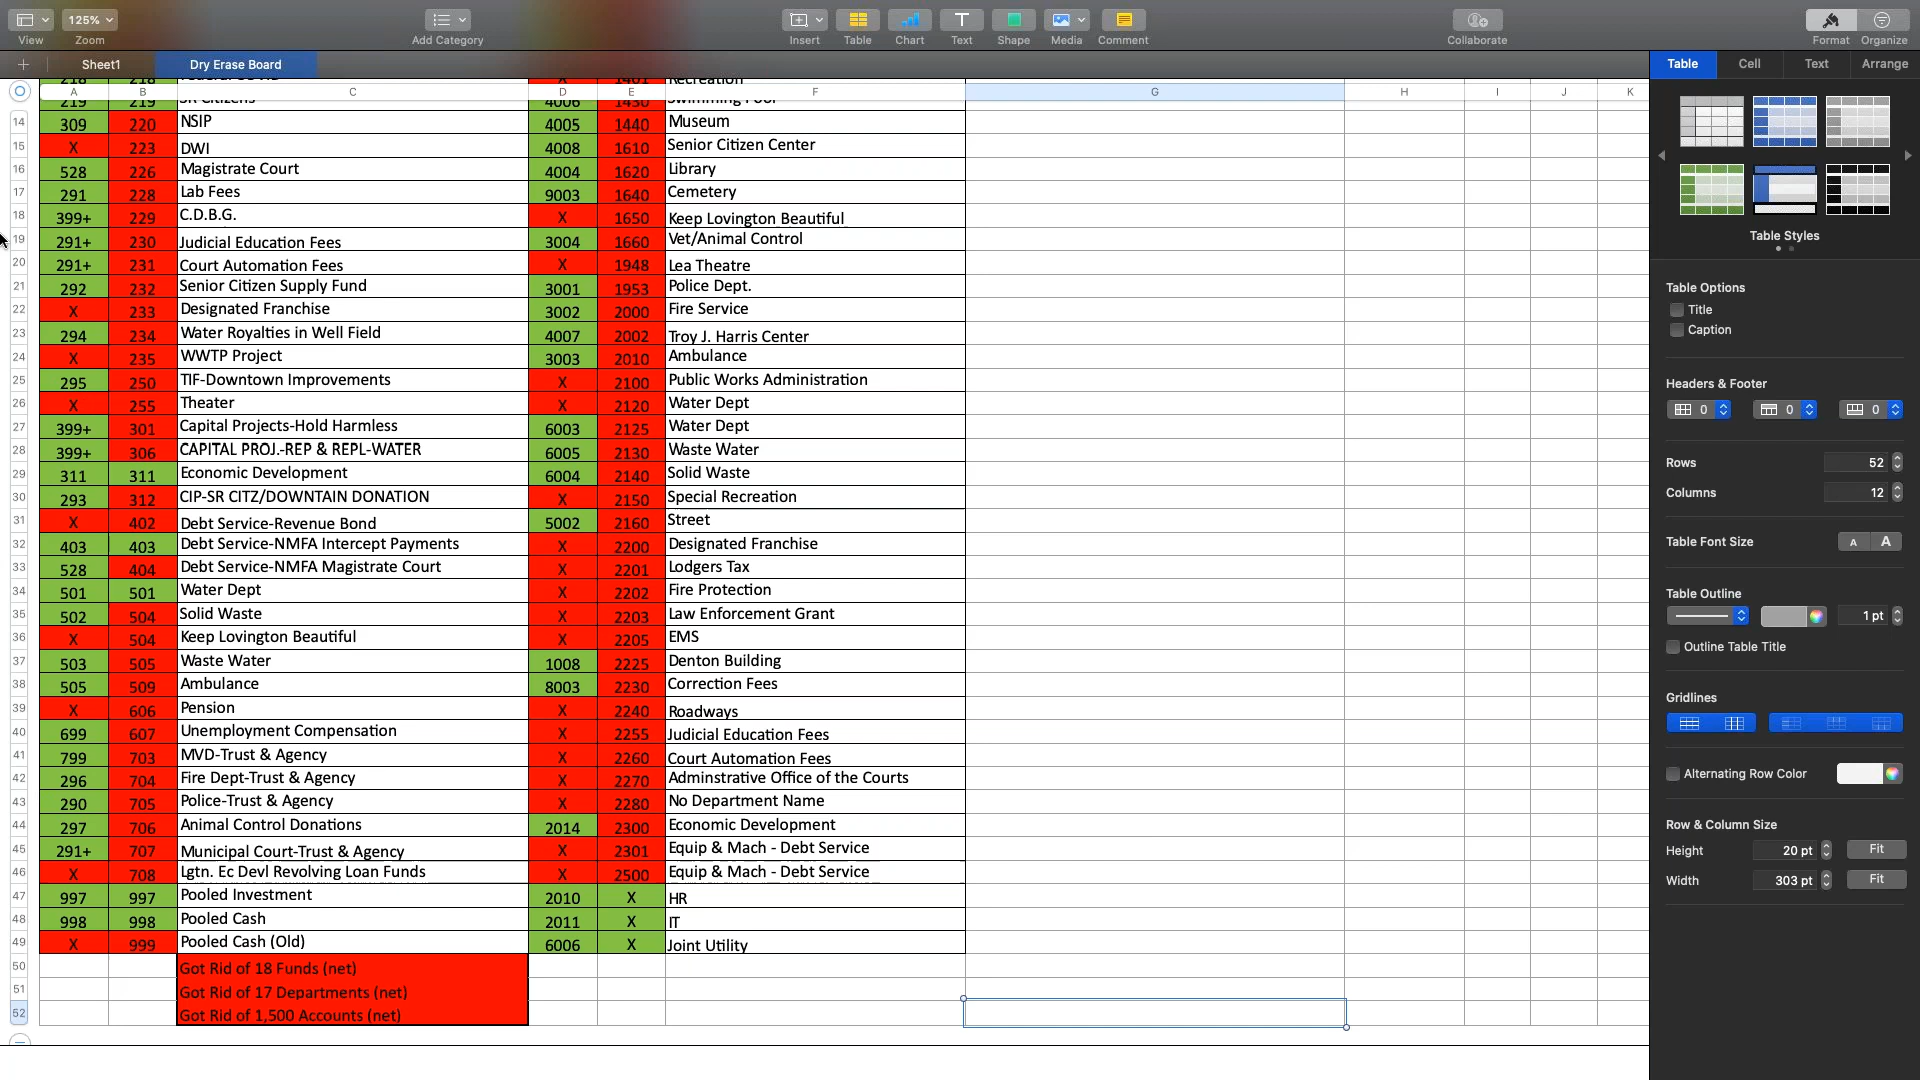 125%
View Zoom Add Category Insert Table Chart Text Shape Media Comment Collaborate Format Organize
Sheet1 Dry Erase Board
Table Cell Text Arrange
A B C D E F G H I J K
219 219 SR Citizens 4006 1430 Swimming Pool
14 309 220 NSIP 4005 1440 Museum
15 X 223 DWI 4008 1610 Senior Citizen Center
16 528 226 Magistrate Court 4004 1620 Library
17 291 228 Lab Fees 9003 1640 Cemetery
18 399+ 229 C.D.B.G. X 1650 Keep Lovington Beautiful
19 291+ 230 Judicial Education Fees 3004 1660 Vet/Animal Control
20 291+ 231 Court Automation Fees X 1948 Lea Theatre
21 292 232 Senior Citizen Supply Fund 3001 1953 Police Dept.
22 X 233 Designated Franchise 3002 2000 Fire Service
23 294 234 Water Royalties in Well Field 4007 2002 Troy J. Harris Center
24 X 235 WWTP Project 3003 2010 Ambulance
25 295 250 TIF-Downtown Improvements X 2100 Public Works Administration
26 X 255 Theater X 2120 Water Dept
27 399+ 301 Capital Projects-Hold Harmless 6003 2125 Water Dept
28 399+ 306 CAPITAL PROJ.-REP & REPL-WATER 6005 2130 Waste Water
29 311 311 Economic Development 6004 2140 Solid Waste
30 293 312 CIP-SR CITZ/DOWNTAIN DONATION X 2150 Special Recreation
31 X 402 Debt Service-Revenue Bond 5002 2160 Street
32 403 403 Debt Service-NMFA Intercept Payments X 2200 Designated Franchise
33 528 404 Debt Service-NMFA Magistrate Court X 2201 Lodgers Tax
34 501 501 Water Dept X 2202 Fire Protection
35 502 504 Solid Waste X 2203 Law Enforcement Grant
36 X 504 Keep Lovington Beautiful X 2205 EMS
37 503 505 Waste Water 1008 2225 Denton Building
38 505 509 Ambulance 8003 2230 Correction Fees
39 X 606 Pension X 2240 Roadways
40 699 607 Unemployment Compensation X 2255 Judicial Education Fees
41 799 703 MVD-Trust & Agency X 2260 Court Automation Fees
42 296 704 Fire Dept-Trust & Agency X 2270 Adminstrative Office of the Courts
43 290 705 Police-Trust & Agency X 2280 No Department Name
44 297 706 Animal Control Donations 2014 2300 Economic Development
45 291+ 707 Municipal Court-Trust & Agency X 2301 Equip & Mach - Debt Service
46 X 708 Lgtn. Ec Devl Revolving Loan Funds X 2500 Equip & Mach - Debt Service
47 997 997 Pooled Investment 2010 X HR
48 998 998 Pooled Cash 2011 X IT
49 X 999 Pooled Cash (Old) 6006 X Joint Utility
50 Got Rid of 18 Funds (net)
51 Got Rid of 17 Departments (net)
52 Got Rid of 1,500 Accounts (net)
Table Styles
Table Options
Title
Caption
Headers & Footer
0 0 0
Rows 52
Columns 12
Table Font Size A A
Table Outline
1 pt
Outline Table Title
Gridlines
Alternating Row Color
Row & Column Size
Height 20 pt Fit
Width 303 pt Fit